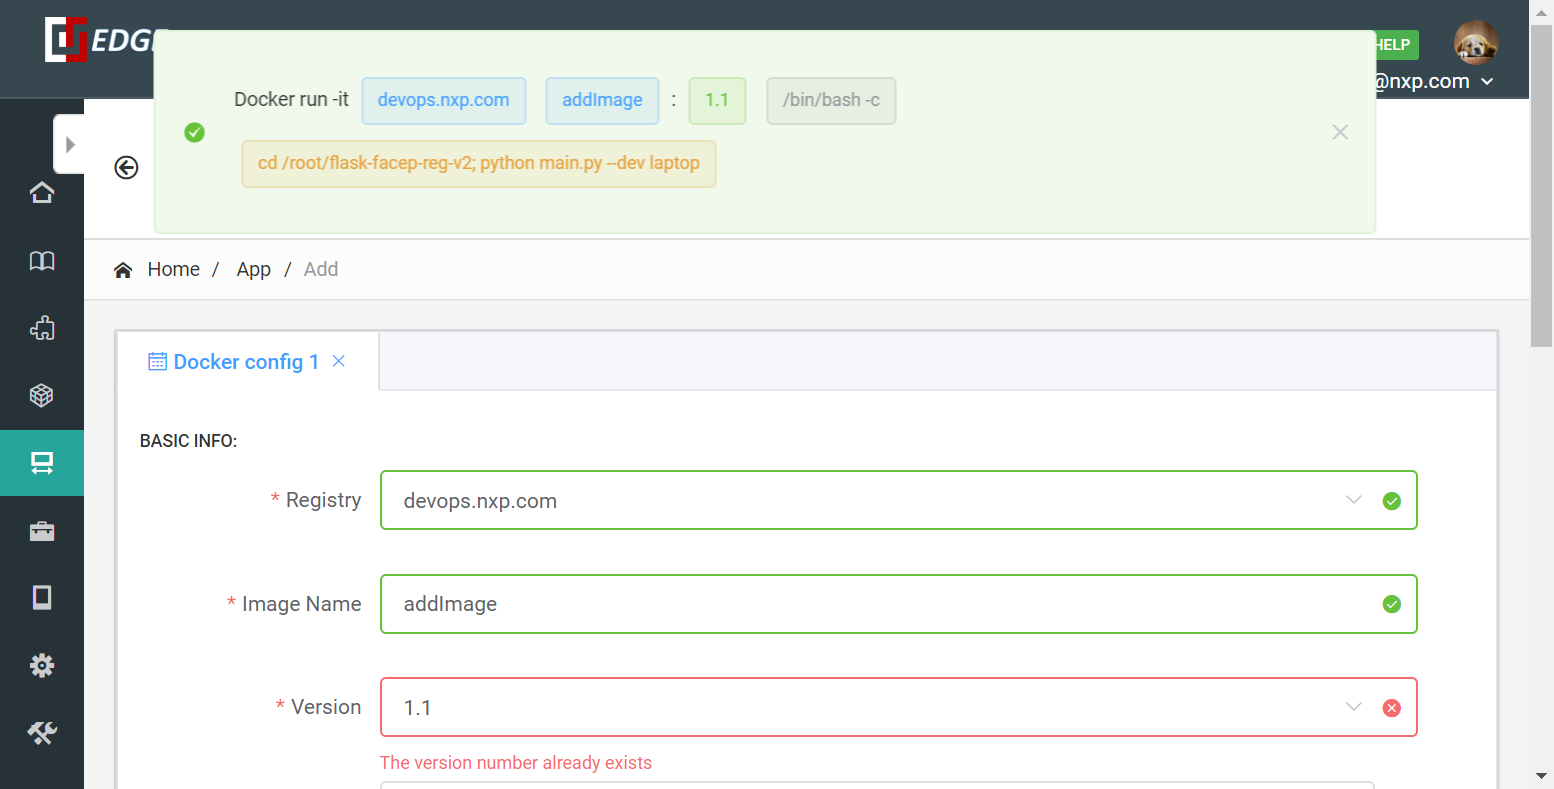 EDGE
HELP
@nxp.com
Docker run -it devops.nxp.com addImage : 1.1 /bin/bash -c
cd /root/flask-facep-reg-v2; python main.py --dev laptop
Home / App / Add
Docker config 1
BASIC INFO:
* Registry devops.nxp.com
* Image Name addImage
* Version 1.1
The version number already exists